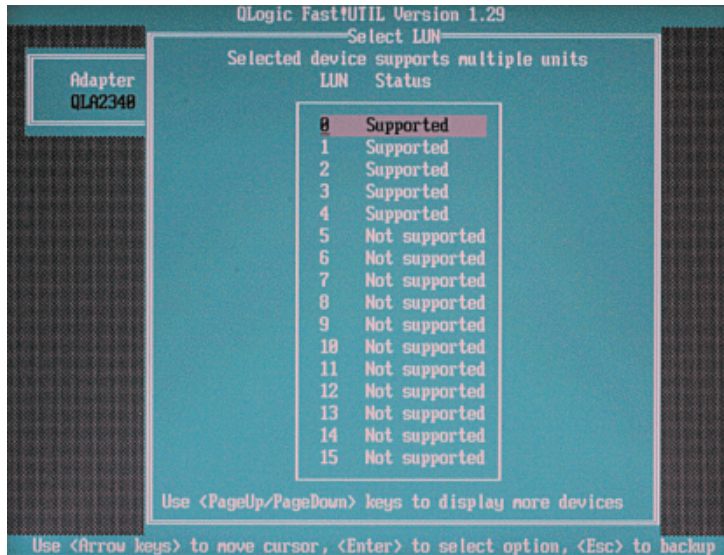 QLogic Fast!UTIL Version 1.29
Select LUN
Selected device supports multiple units
LUN Status
Adapter
QLA2340
0 Supported
1 Supported
2 Supported
3 Supported
4 Supported
5 Not supported
6 Not supported
7 Not supported
8 Not supported
9 Not supported
10 Not supported
11 Not supported
12 Not supported
13 Not supported
14 Not supported
15 Not supported
Use <PageUp/PageDown> keys to display more devices
Use <Arrow keys> to move cursor, <Enter> to select option, <Esc> to backup